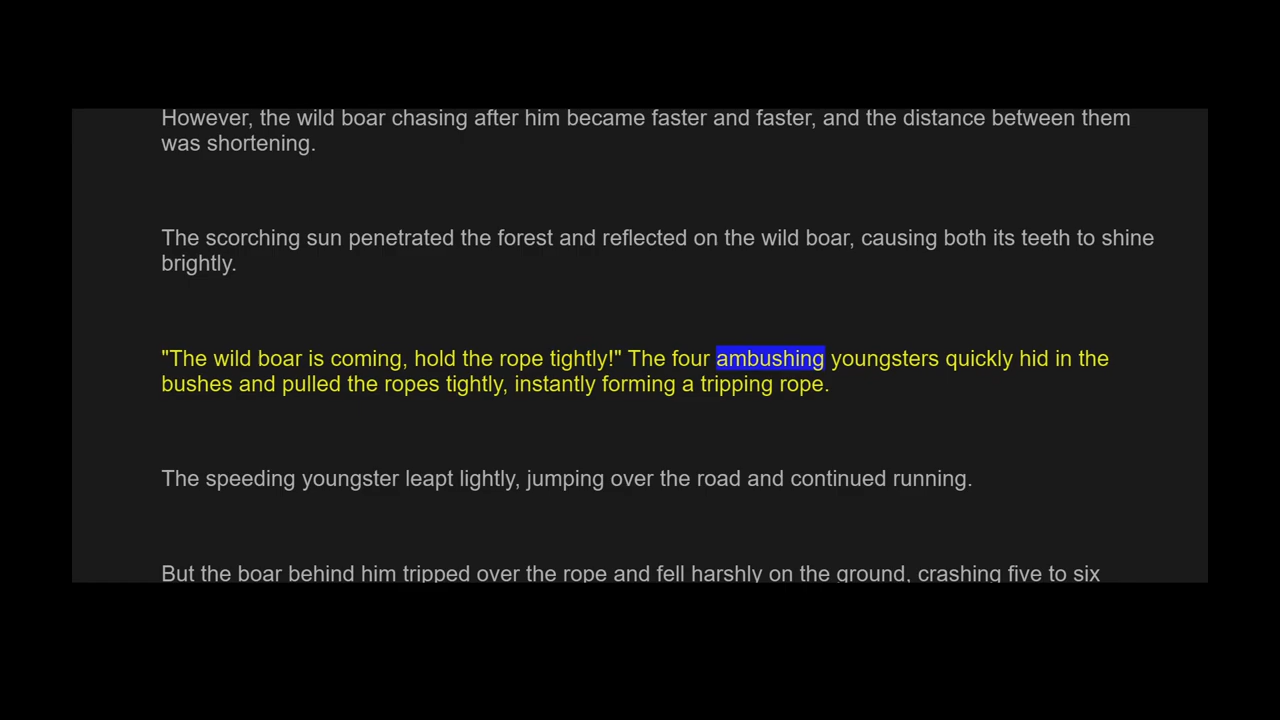 However, the wild boar chasing after him became faster and faster, and the distance between them
was shortening.
The scorching sun penetrated the forest and reflected on the wild boar, causing both its teeth to shine
brightly.
"The wild boar is coming, hold the rope tightly!" The four ambushing youngsters quickly hid in the
bushes and pulled the ropes tightly, instantly forming a tripping rope.
The speeding youngster leapt lightly, jumping over the road and continued running.
But the boar behind him tripped over the rope and fell harshly on the ground, crashing five to six